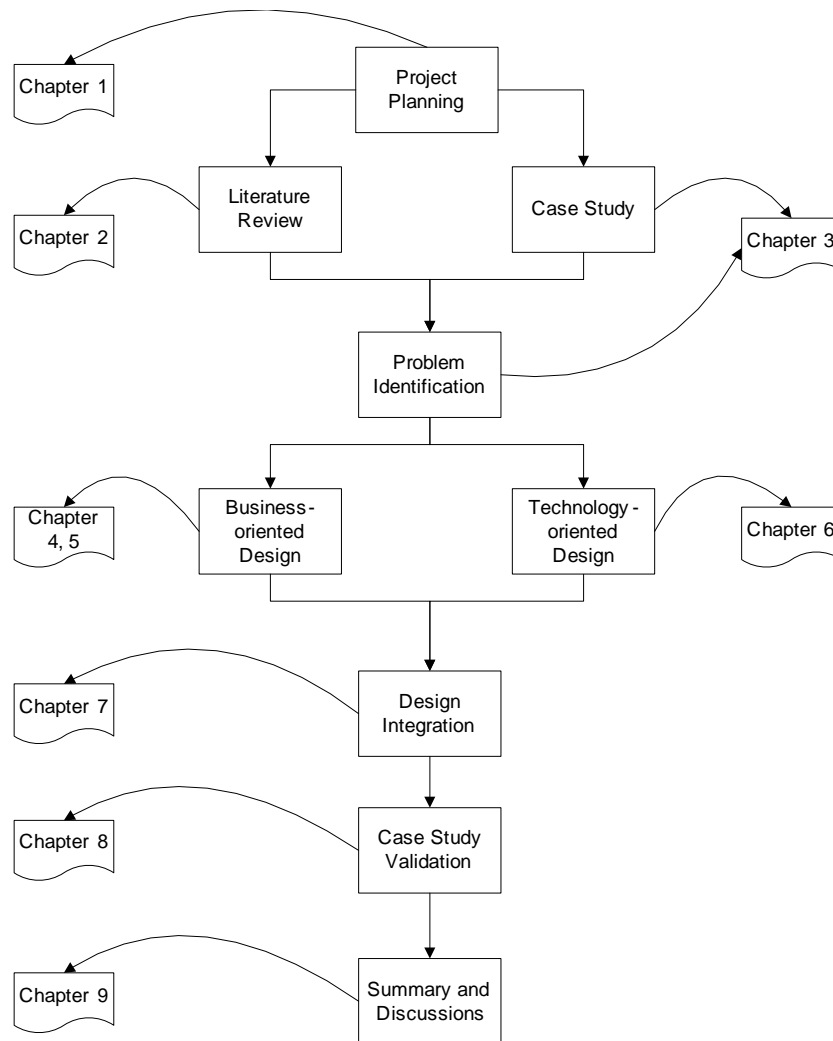 Project
Planning
Chapter 1
Literature
Review
Case Study
Chapter 2
Chapter 3
Problem
Identification
Business-
oriented
Design
Technology-
oriented
Design
Chapter
4, 5
Chapter 6
Design
Integration
Chapter 7
Case Study
Validation
Chapter 8
Summary and
Discussions
Chapter 9